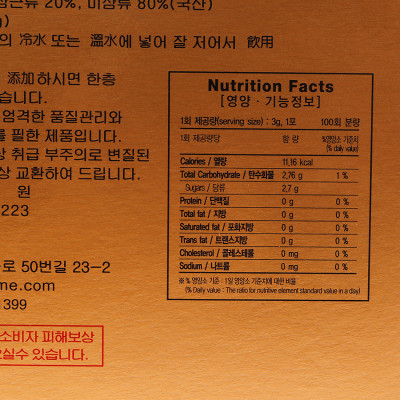 20%, 미삼류 80%(국산)
의 冷水 또는 溫水에 넣어 잘 저어서 飮用
添加하시면 한층
습니다.
엄격한 품질관리와
를 필한 제품입니다.
상 취급 부주의로 변질된
상 교환하여 드립니다.
원
223
로 50번길 23-2
me.com
1399
소비자 피해보상
으실수 있습니다.
Nutrition Facts
[영양 · 기능정보]
1회 제공량(serving size) : 3g, 1포 100회 분량
1회 제공량당 함 량 %영양소 기준치 (% daily value)
Calories / 열량 11,16 kcal
Total Carbohydrate / 탄수화물 2,76 g 1 %
Sugars / 당류 2,7 g
Protein / 단백질 0 g 0 %
Total fat / 지방 0 g 0 %
Saturated fat / 포화지방 0 g 0 %
Trans fat / 트랜스지방 0 g 0 %
Cholesterol / 콜레스테롤 0 mg 0 %
Sodium / 나트륨 0 mg 0 %
※ % 영양소 기준 : 1일 영양소 기준치에 대한 비율
(% Daily value : The ratio for nutritive element standard value in a day)